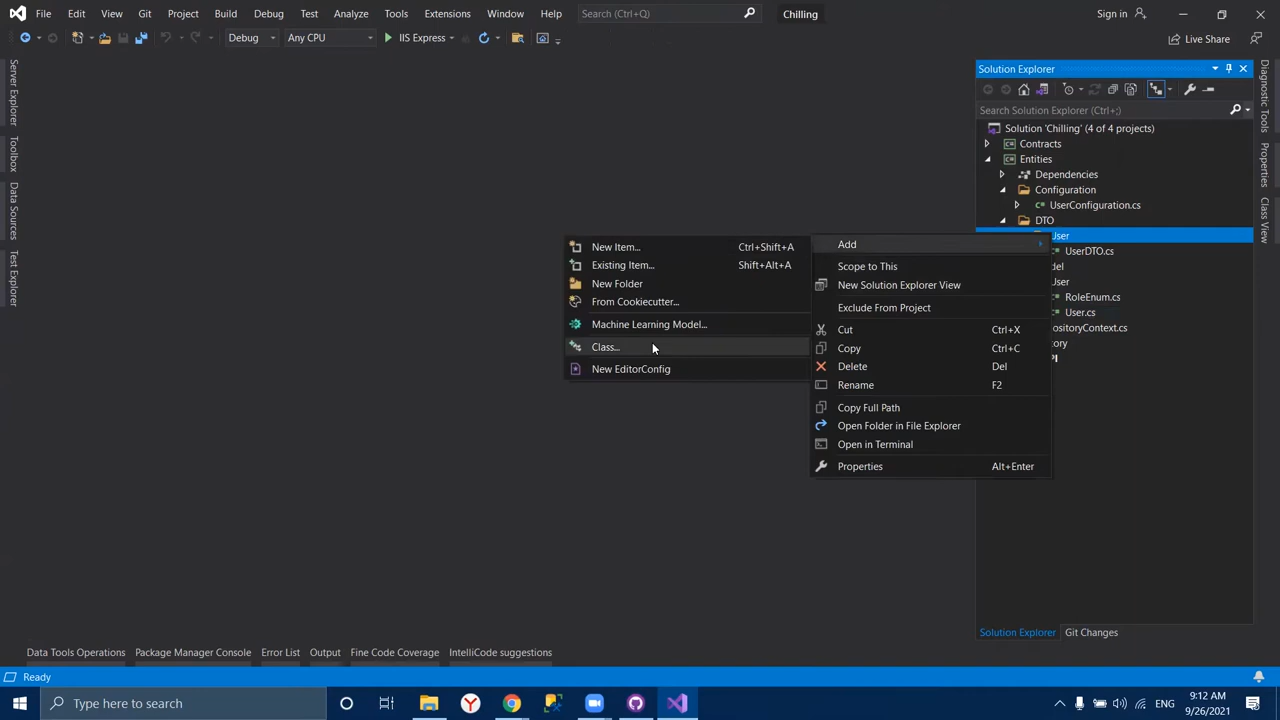 File Edit View Git Project Build Debug Test Analyze Tools Extensions Window Help Search (Ctrl+Q) Chilling Sign in
Debug Any CPU IIS Express Live Share
Server Explorer
Toolbox
Data Sources
Test Explorer
Solution Explorer
Search Solution Explorer (Ctrl+;)
Solution 'Chilling' (4 of 4 projects)
Contracts
Entities
Dependencies
Configuration
UserConfiguration.cs
DTO
User
UserDTO.cs
del
User
RoleEnum.cs
User.cs
ositoryContext.cs
ory
PI
New Item... Ctrl+Shift+A
Existing Item... Shift+Alt+A
New Folder
From Cookiecutter...
Machine Learning Model...
Class...
New EditorConfig
Add
Scope to This
New Solution Explorer View
Exclude From Project
Cut Ctrl+X
Copy Ctrl+C
Delete Del
Rename F2
Copy Full Path
Open Folder in File Explorer
Open in Terminal
Properties Alt+Enter
Diagnostic Tools
Properties
Class View
Solution Explorer Git Changes
Data Tools Operations Package Manager Console Error List Output Fine Code Coverage IntelliCode suggestions
Ready
Type here to search
ENG
9:12 AM
9/26/2021